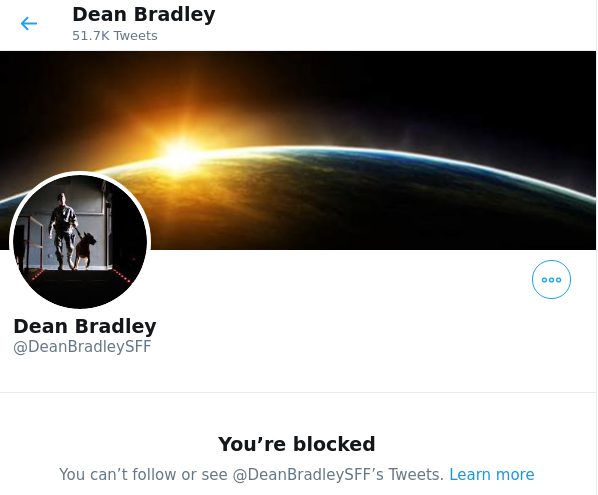 Dean Bradley
51.7K Tweets
Dean Bradley
@DeanBradleySFF
You’re blocked
You can’t follow or see @DeanBradleySFF’s Tweets. Learn more